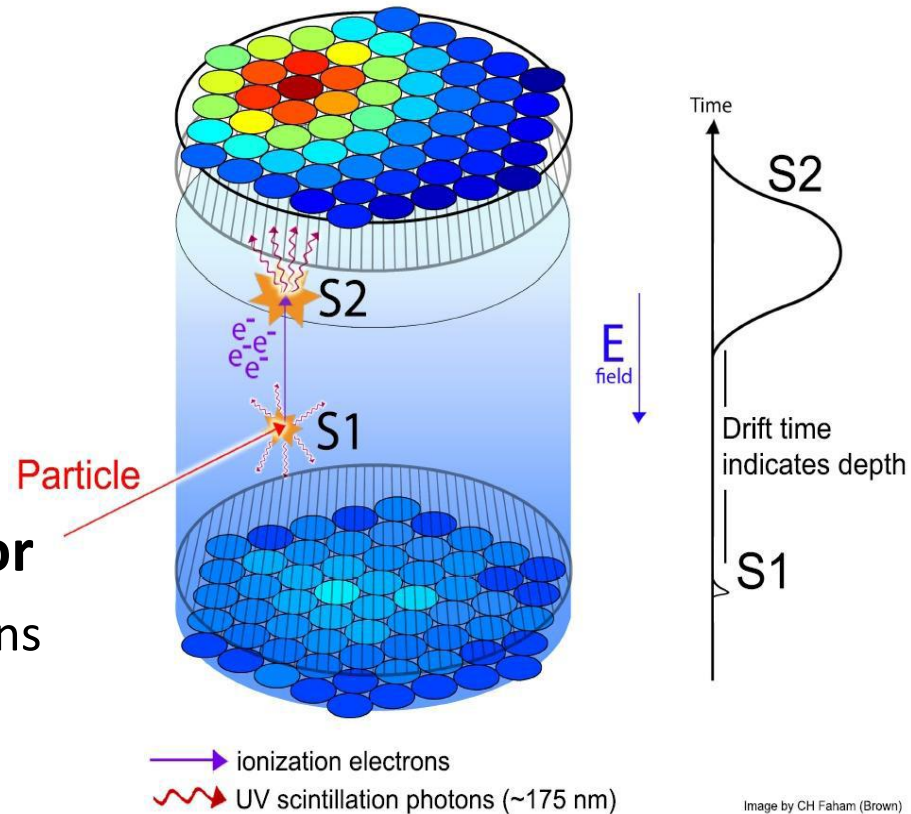 Time
S2
S2
e-
e-e-
e-e-
E
field
S1
Drift time
indicates depth
Particle
or
S1
ns
ionization electrons
UV scintillation photons (~175 nm)
Image by CH Faham (Brown)